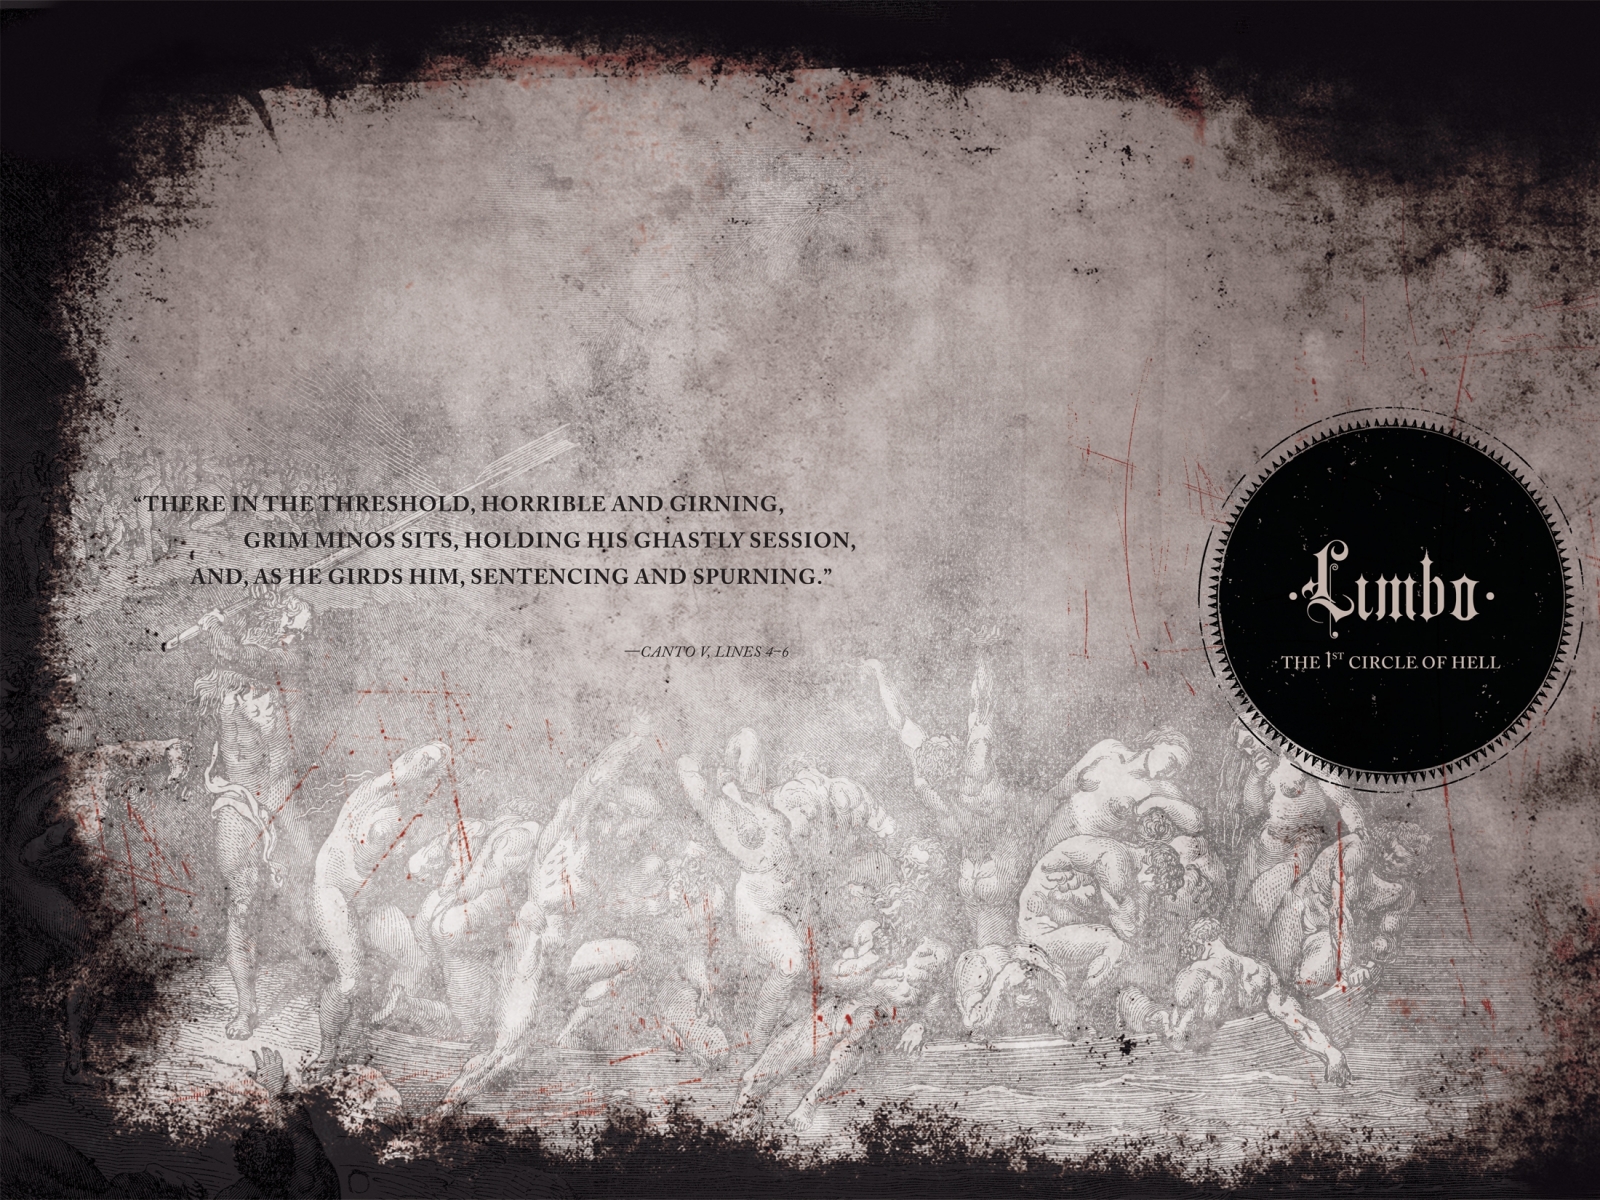 “THERE IN THE THRESHOLD, HORRIBLE AND GIRNING,
GRIM MINOS SITS, HOLDING HIS GHASTLY SESSION,
AND, AS HE GIRDS HIM, SENTENCING AND SPURNING.”
—CANTO V, LINES 4–6
·Limbo·
THE 1ST CIRCLE OF HELL